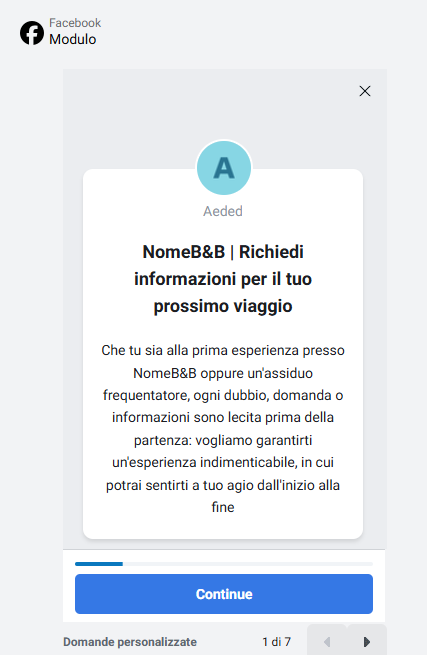 Facebook
Modulo
A
Aeded
NomeB&B | Richiedi
informazioni per il tuo
prossimo viaggio
Che tu sia alla prima esperienza presso
NomeB&B oppure un'assiduo
frequentatore, ogni dubbio, domanda o
informazioni sono lecita prima della
partenza: vogliamo garantirti
un'esperienza indimenticabile, in cui
potrai sentirti a tuo agio dall'inizio alla
fine
Continue
Domande personalizzate 1 di 7